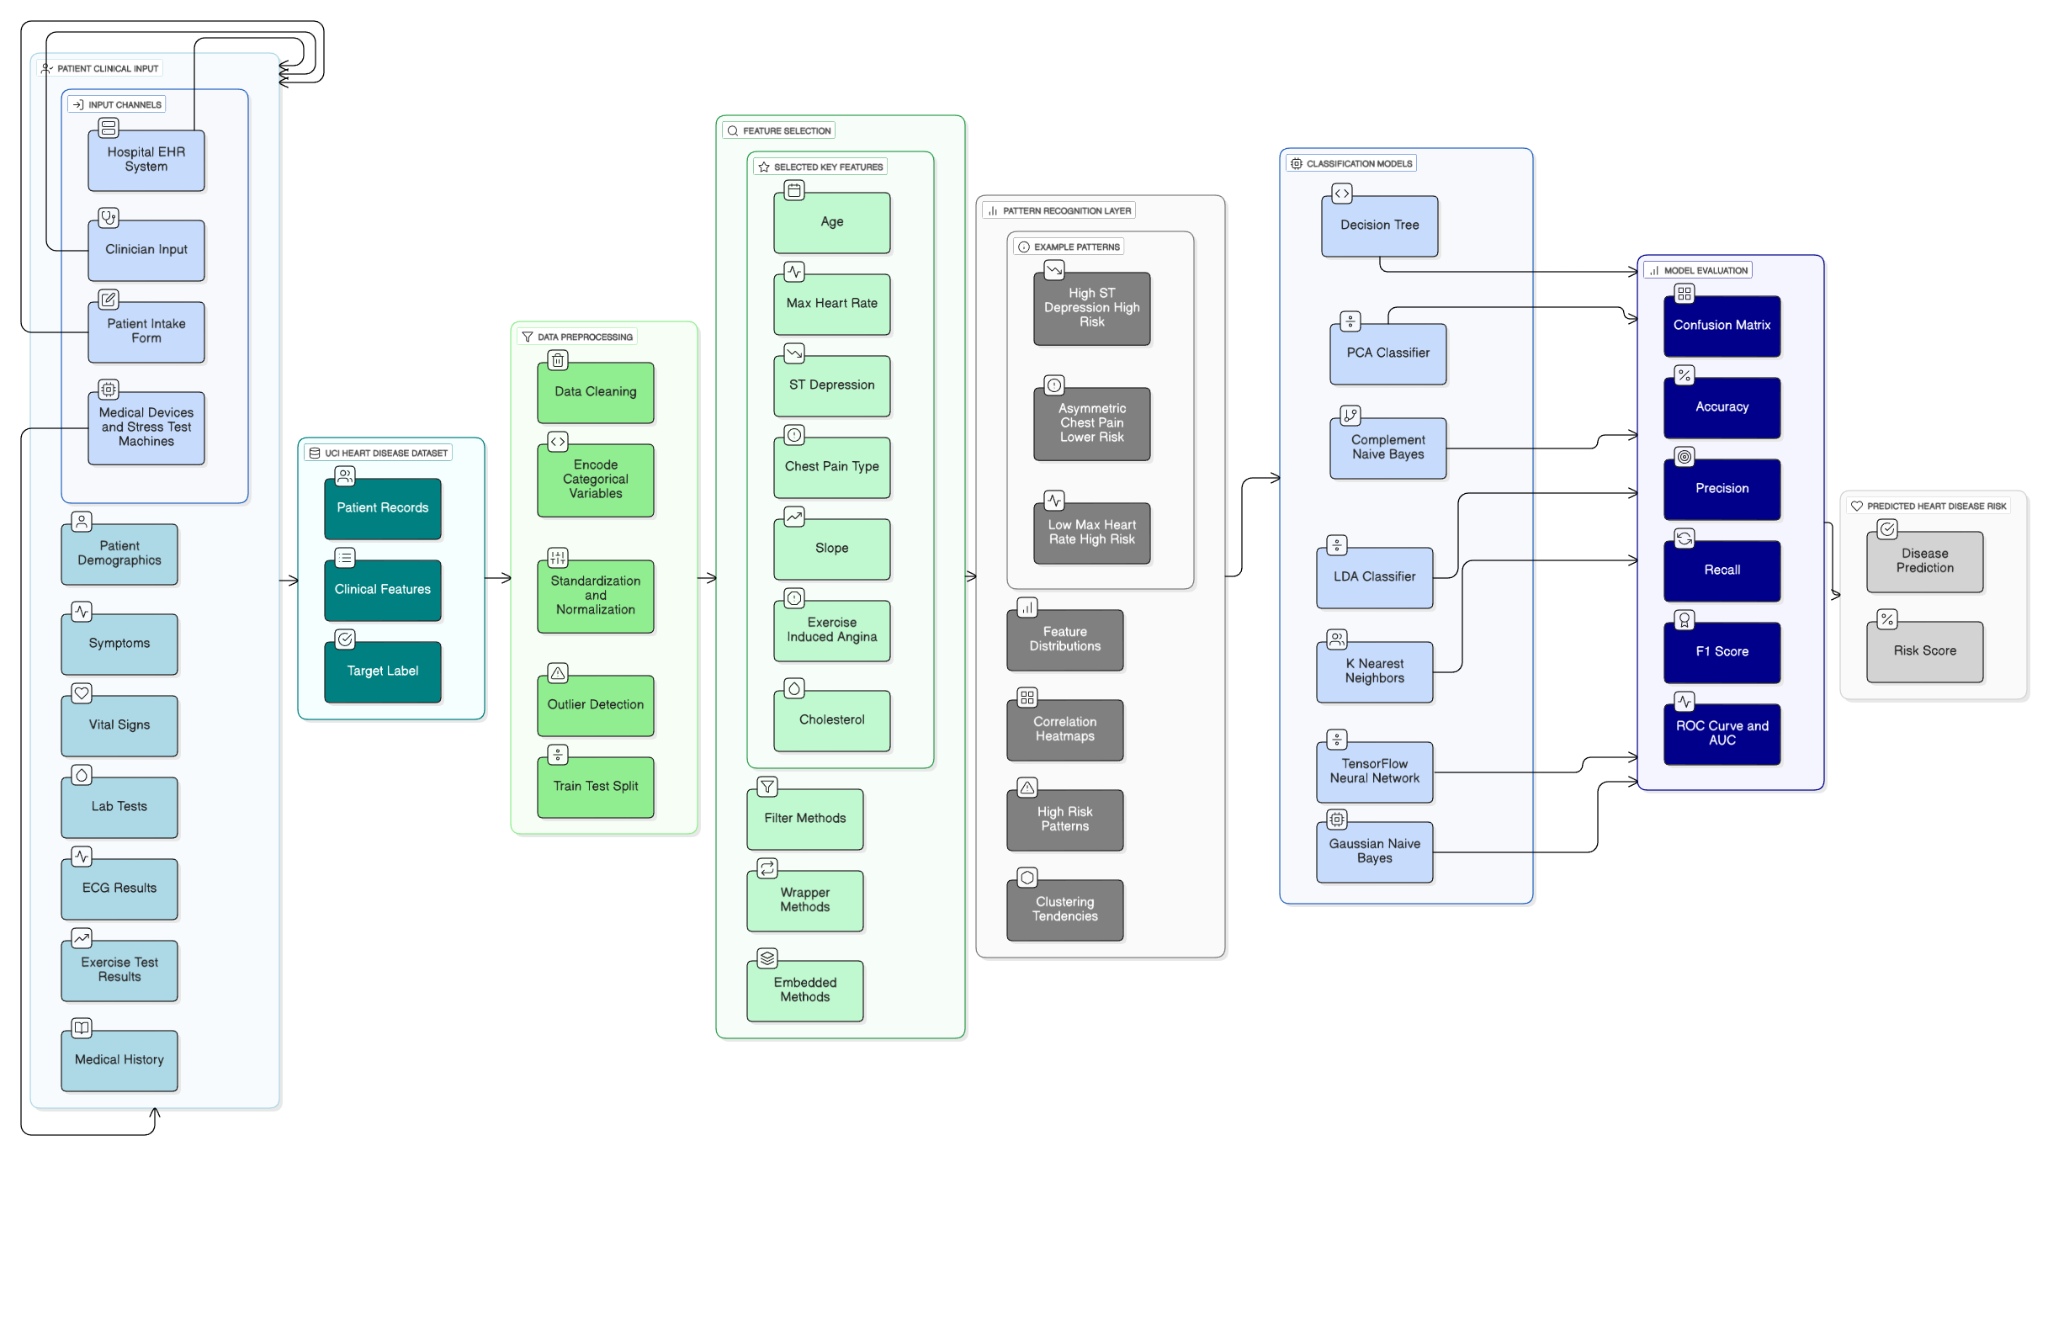 PATIENT CLINICAL INPUT
INPUT CHANNELS
Hospital EHR
System
Clinician Input
Patient Intake
Form
Medical Devices
and Stress Test
Machines
Patient
Demographics
Symptoms
Vital Signs
Lab Tests
ECG Results
Exercise Test
Results
Medical History
UCI HEART DISEASE DATASET
Patient Records
Clinical Features
Target Label
DATA PREPROCESSING
Data Cleaning
Encode
Categorical
Variables
Standardization
and
Normalization
Outlier Detection
Train Test Split
FEATURE SELECTION
SELECTED KEY FEATURES
Age
Max Heart Rate
ST Depression
Chest Pain Type
Slope
Exercise
Induced Angina
Cholesterol
Filter Methods
Wrapper
Methods
Embedded
Methods
PATTERN RECOGNITION LAYER
EXAMPLE PATTERNS
High ST
Depression High
Risk
Asymmetric
Chest Pain
Lower Risk
Low Max Heart
Rate High Risk
Feature
Distributions
Correlation
Heatmaps
High Risk
Patterns
Clustering
Tendencies
CLASSIFICATION MODELS
Decision Tree
PCA Classifier
Complement
Naive Bayes
LDA Classifier
K Nearest
Neighbors
TensorFlow
Neural Network
Gaussian Naive
Bayes
MODEL EVALUATION
Confusion Matrix
Accuracy
Precision
Recall
F1 Score
ROC Curve and
AUC
PREDICTED HEART DISEASE RISK
Disease
Prediction
Risk Score